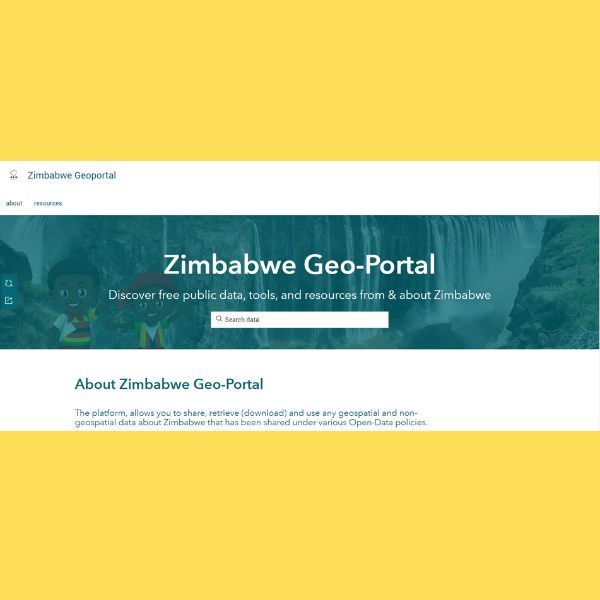 Zimbabwe Geoportal
about resources
Zimbabwe Geo-Portal
Discover free public data, tools, and resources from & about Zimbabwe
Search data
About Zimbabwe Geo-Portal
The platform, allows you to share, retrieve (download) and use any geospatial and non-
geospatial data about Zimbabwe that has been shared under various Open-Data policies.